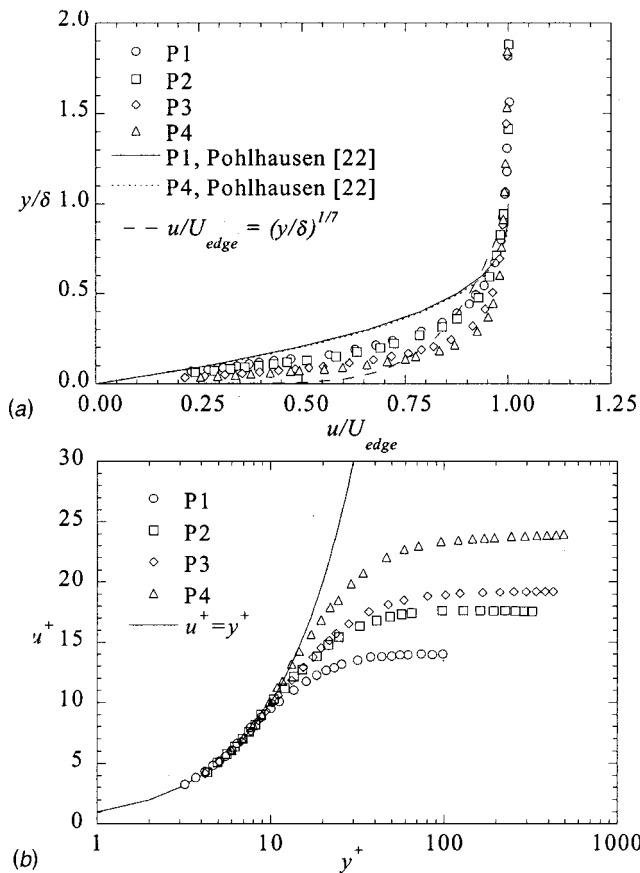 2.0
P1
P2
1.5
P3
P4
P1, Pohlhausen [22]
y/δ 1.0
P4, Pohlhausen [22]
u/U_edge = (y/δ)^1/7
0.5
0.0
(a) 0.00 0.25 0.50 0.75 1.00 1.25
u/U_edge
30
P1
25
P2
P3
20
P4
u+ 15
u+=y+
10
5
0
1 10 100 1000
(b) y+